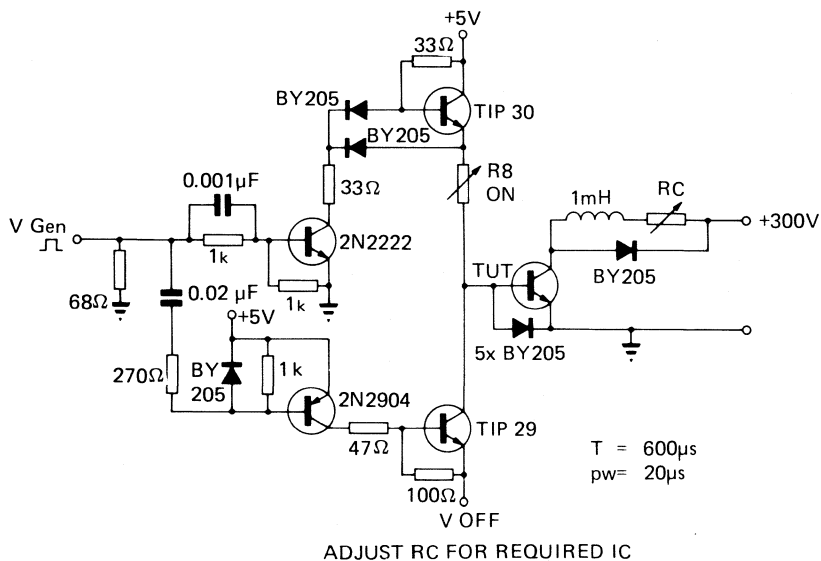 +5V
33Ω
BY205
TIP 30
BY205
0.001µF
33Ω
R8
ON
1mH
RC
V Gen
+300V
1k
2N2222
BY205
TUT
68Ω
0.02 µF
1k
+5V
5x BY205
270Ω
BY
205
1k
2N2904
47Ω
TIP 29
T = 600µs
pw= 20µs
100Ω
V OFF
ADJUST RC FOR REQUIRED IC